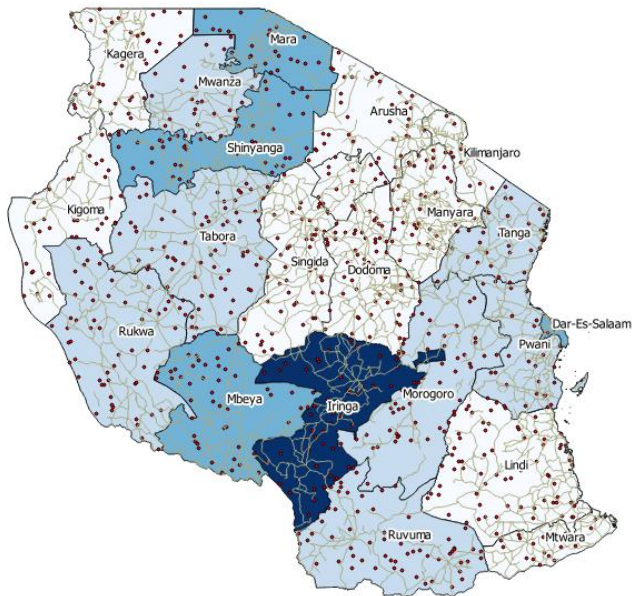 Mara
Kagera
Mwanza
Arusha
Shinyanga
Kilimanjaro
Kigoma
Manyara
Tabora
Tanga
Singida
Dodoma
Dar-Es-Salaam
Rukwa
Pwani
Mbeya
Iringa
Morogoro
Lindi
Ruvuma
Mtwara